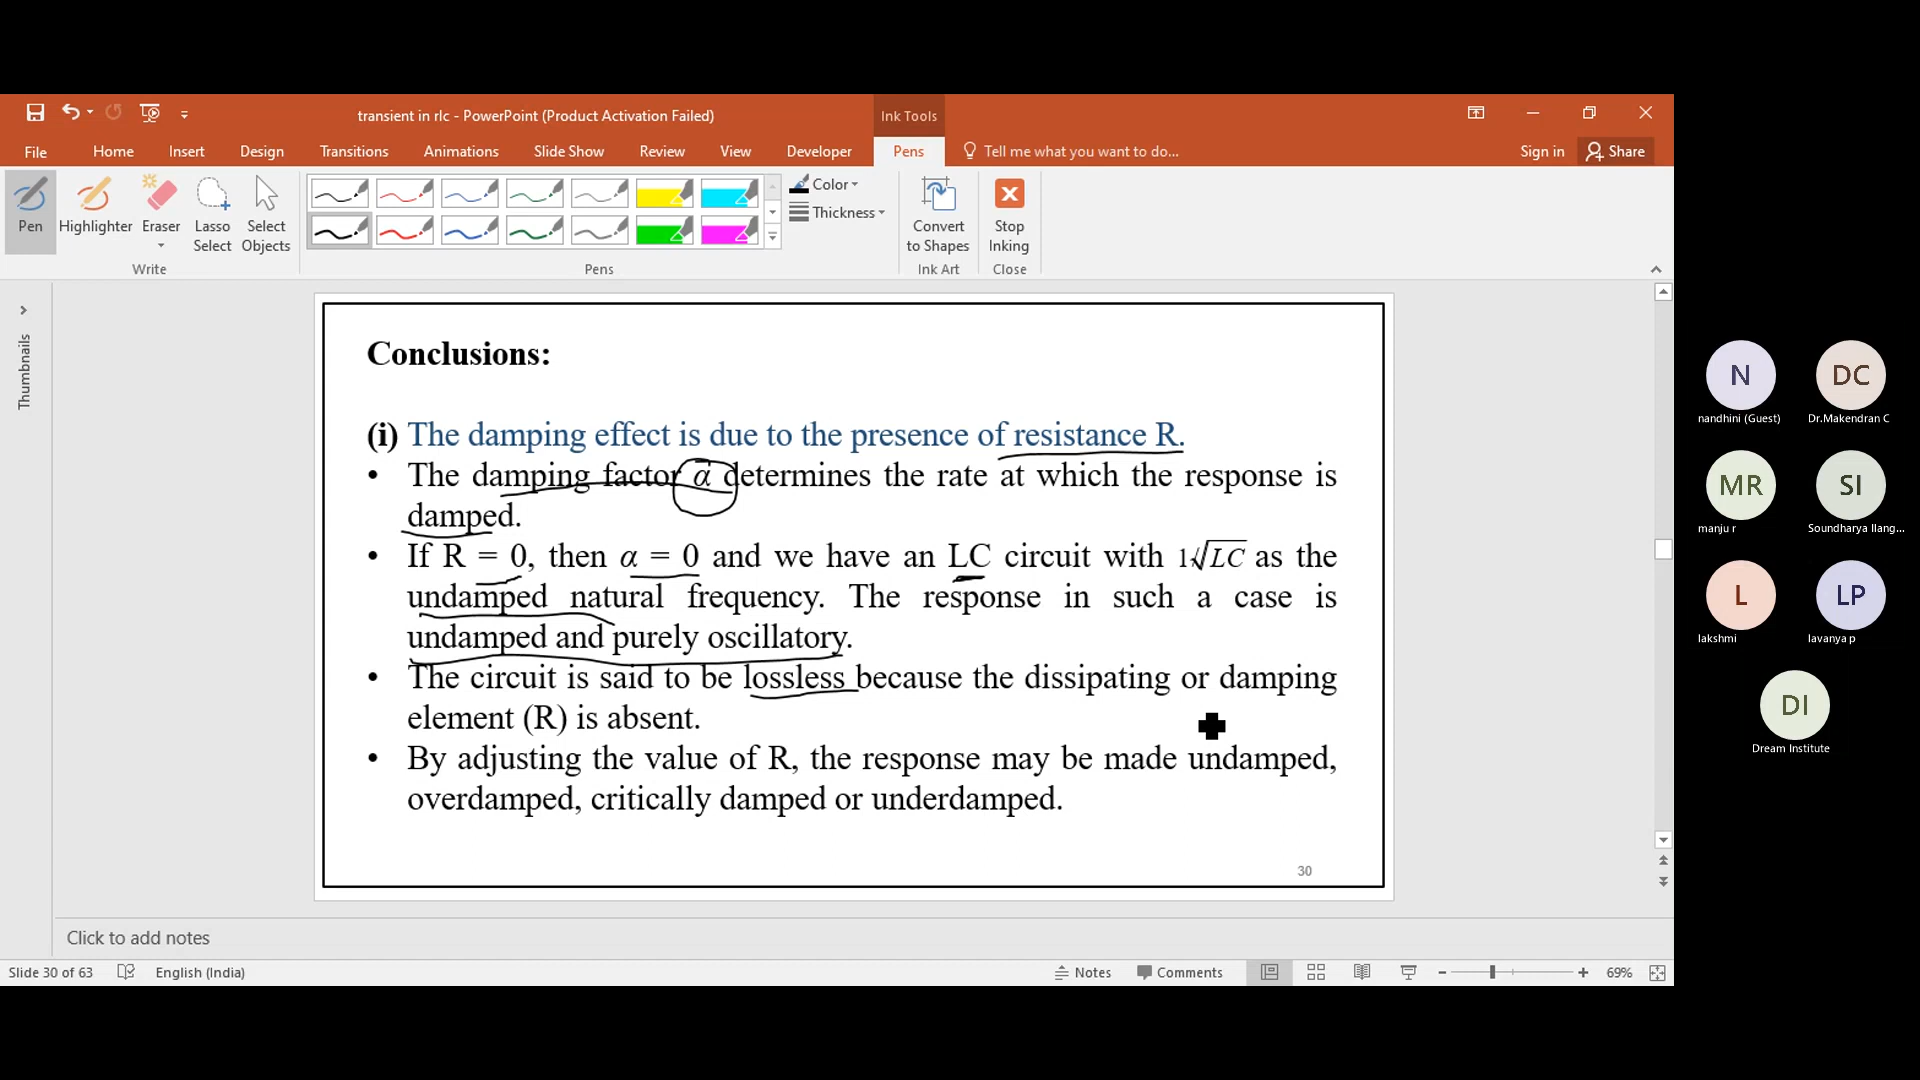 transient in rlc - PowerPoint (Product Activation Failed)
Ink Tools
File Home Insert Design Transitions Animations Slide Show Review View Developer Pens Tell me what you want to do... Sign in Share
Pen Highlighter Eraser Lasso Select Select Objects
Color
Thickness
Convert to Shapes
Stop Inking
Write Pens Ink Art Close
Thumbnails
Conclusions:
(i) The damping effect is due to the presence of resistance R.
• The damping factor α determines the rate at which the response is
damped.
• If R = 0, then α = 0 and we have an LC circuit with 1√LC as the
undamped natural frequency. The response in such a case is
undamped and purely oscillatory.
• The circuit is said to be lossless because the dissipating or damping
element (R) is absent.
• By adjusting the value of R, the response may be made undamped,
overdamped, critically damped or underdamped.
30
Click to add notes
Slide 30 of 63 English (India) Notes Comments 69%
N DC
nandhini (Guest) Dr.Makendran C
MR SI
manju r Soundharya Ilang...
L LP
lakshmi lavanya p
DI
Dream Institute